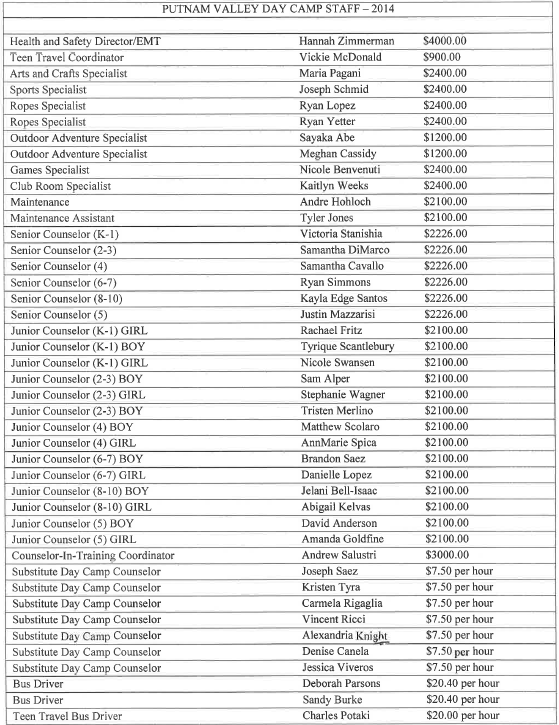 PUTNAM VALLEY DAY CAMP STAFF – 2014
Health and Safety Director/EMT Hannah Zimmerman $4000.00
Teen Travel Coordinator Vickie McDonald $900.00
Arts and Crafts Specialist Maria Pagani $2400.00
Sports Specialist Joseph Schmid $2400.00
Ropes Specialist Ryan Lopez $2400.00
Ropes Specialist Ryan Yetter $2400.00
Outdoor Adventure Specialist Sayaka Abe $1200.00
Outdoor Adventure Specialist Meghan Cassidy $1200.00
Games Specialist Nicole Benvenuti $2400.00
Club Room Specialist Kaitlyn Weeks $2400.00
Maintenance Andre Hohloch $2100.00
Maintenance Assistant Tyler Jones $2100.00
Senior Counselor (K-1) Victoria Stanishia $2226.00
Senior Counselor (2-3) Samantha DiMarco $2226.00
Senior Counselor (4) Samantha Cavallo $2226.00
Senior Counselor (6-7) Ryan Simmons $2226.00
Senior Counselor (8-10) Kayla Edge Santos $2226.00
Senior Counselor (5) Justin Mazzarisi $2226.00
Junior Counselor (K-1) GIRL Rachael Fritz $2100.00
Junior Counselor (K-1) BOY Tyrique Scantlebury $2100.00
Junior Counselor (K-1) GIRL Nicole Swansen $2100.00
Junior Counselor (2-3) BOY Sam Alper $2100.00
Junior Counselor (2-3) GIRL Stephanie Wagner $2100.00
Junior Counselor (2-3) BOY Tristen Merlino $2100.00
Junior Counselor (4) BOY Matthew Scolaro $2100.00
Junior Counselor (4) GIRL AnnMarie Spica $2100.00
Junior Counselor (6-7) BOY Brandon Saez $2100.00
Junior Counselor (6-7) GIRL Danielle Lopez $2100.00
Junior Counselor (8-10) BOY Jelani Bell-Isaac $2100.00
Junior Counselor (8-10) GIRL Abigail Kelvas $2100.00
Junior Counselor (5) BOY David Anderson $2100.00
Junior Counselor (5) GIRL Amanda Goldfine $2100.00
Counselor-In-Training Coordinator Andrew Salustri $3000.00
Substitute Day Camp Counselor Joseph Saez $7.50 per hour
Substitute Day Camp Counselor Kristen Tyra $7.50 per hour
Substitute Day Camp Counselor Carmela Rigaglia $7.50 per hour
Substitute Day Camp Counselor Vincent Ricci $7.50 per hour
Substitute Day Camp Counselor Alexandria Knight $7.50 per hour
Substitute Day Camp Counselor Denise Canela $7.50 per hour
Substitute Day Camp Counselor Jessica Viveros $7.50 per hour
Bus Driver Deborah Parsons $20.40 per hour
Bus Driver Sandy Burke $20.40 per hour
Teen Travel Bus Driver Charles Potaki $20.00 per hour